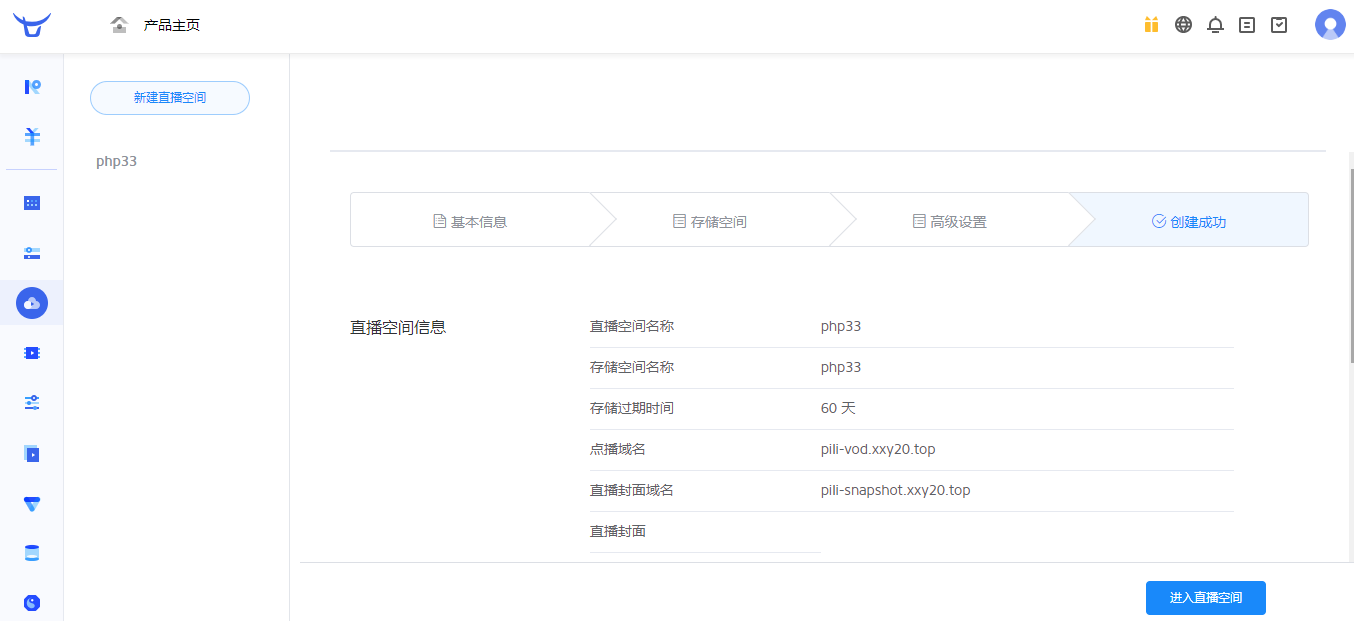 产品主页
新建直播空间
php33
基本信息
存储空间
高级设置
创建成功
直播空间信息
直播空间名称 php33
存储空间名称 php33
存储过期时间 60 天
点播域名 pili-vod.xxy20.top
直播封面域名 pili-snapshot.xxy20.top
直播封面
进入直播空间